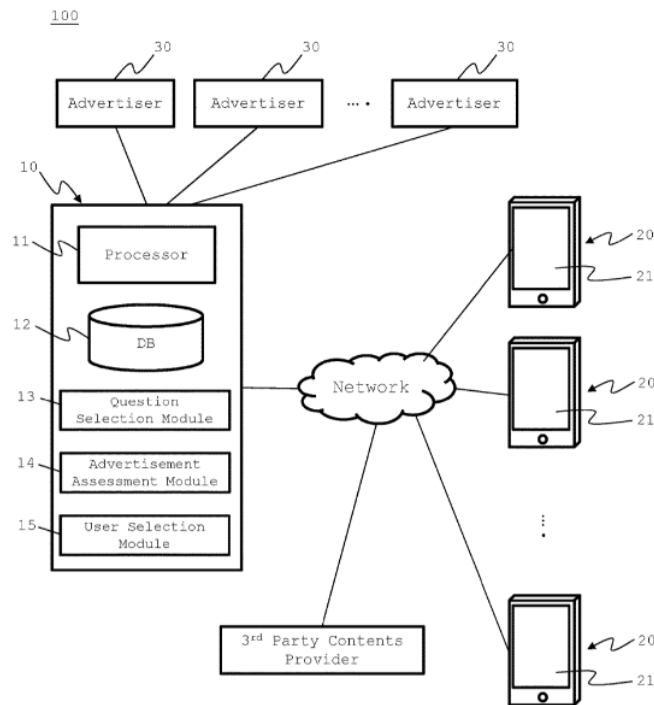 100
30 30 30
Advertiser Advertiser .... Advertiser
10
11
Processor
20
21
12
DB
Network
20
21
13
Question
Selection Module
14
Advertisement
Assessment Module
15
User Selection
Module
3rd Party Contents
Provider
20
21